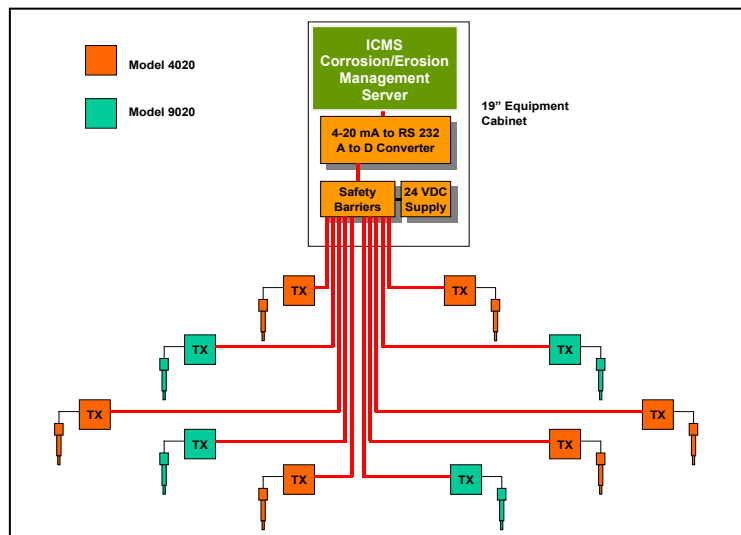 ICMS
Corrosion/Erosion
Management
Server
Model 4020
Model 9020
19” Equipment
Cabinet
4-20 mA to RS 232
A to D Converter
Safety
Barriers
24 VDC
Supply
TX
TX
TX
TX
TX
TX
TX
TX
TX
TX